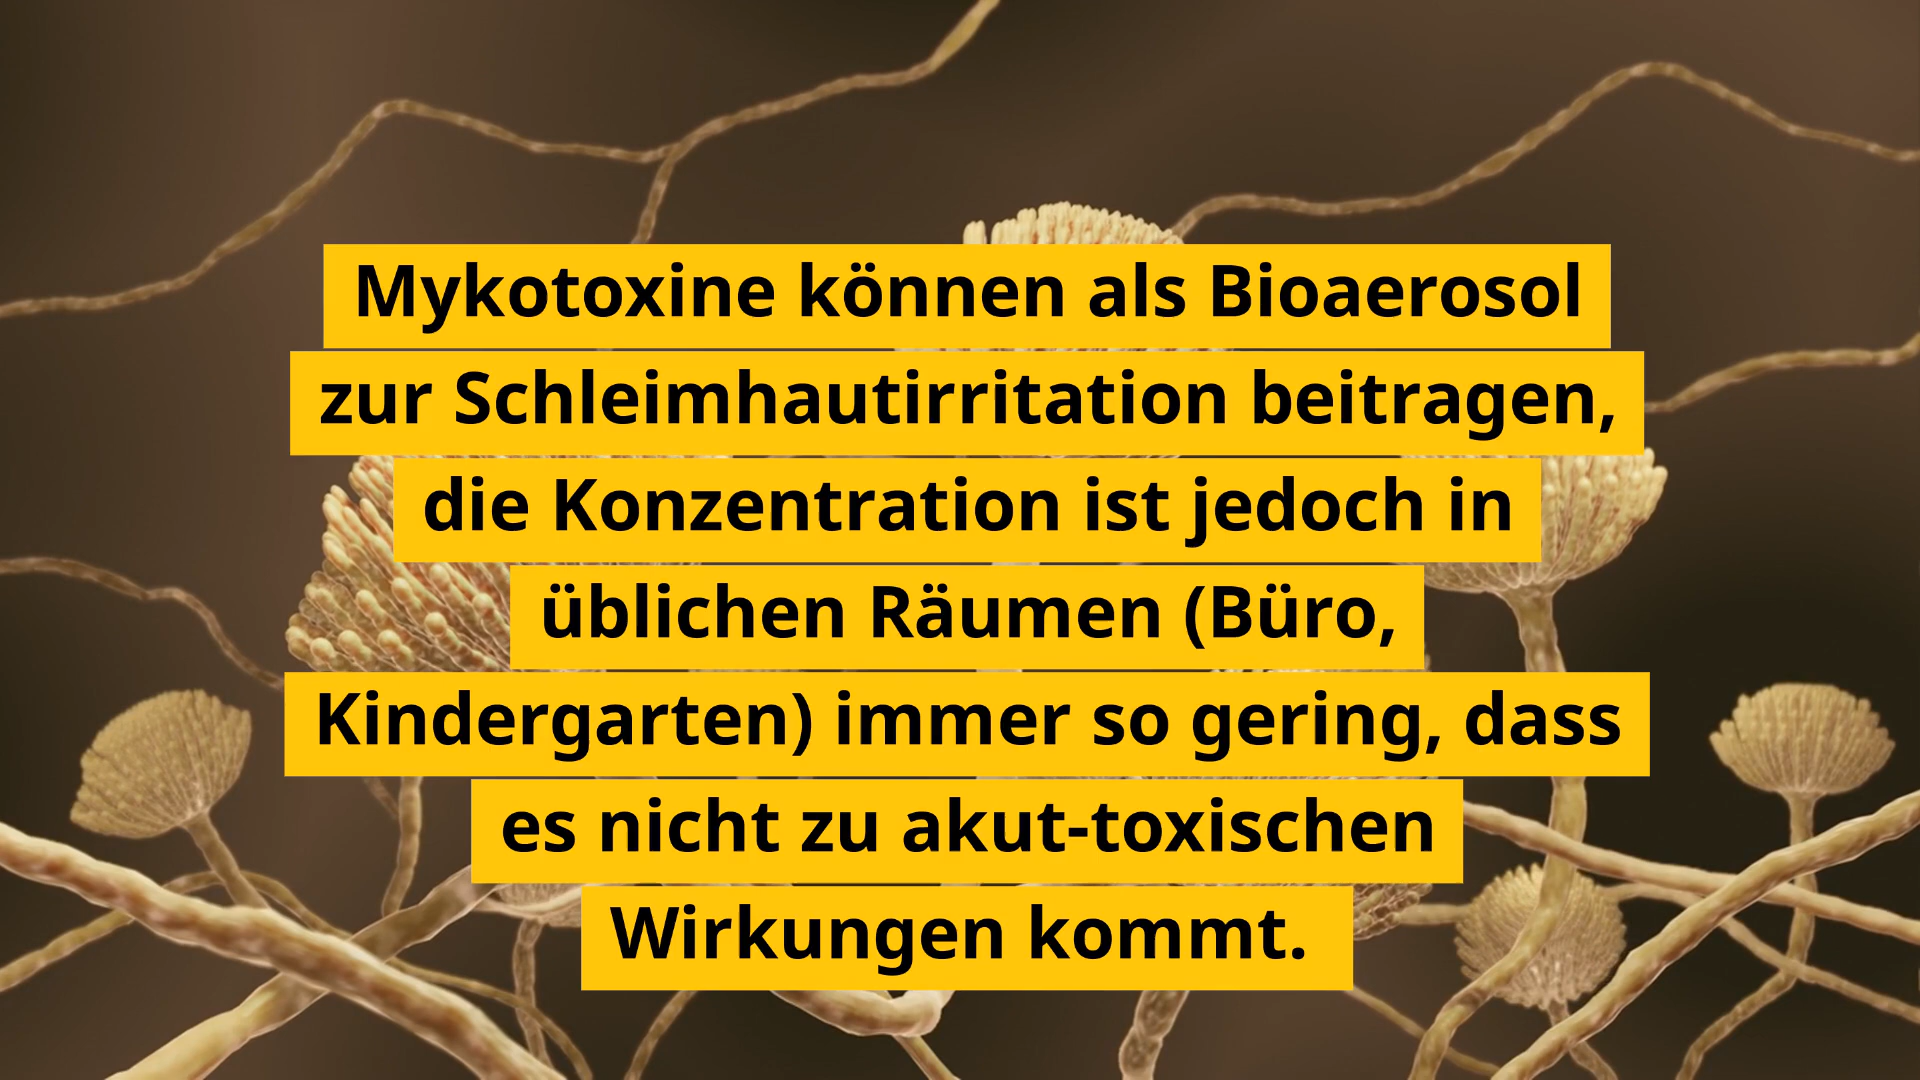 Mykotoxine können als Bioaerosol
zur Schleimhautirritation beitragen,
die Konzentration ist jedoch in
üblichen Räumen (Büro,
Kindergarten) immer so gering, dass
es nicht zu akut-toxischen
Wirkungen kommt.